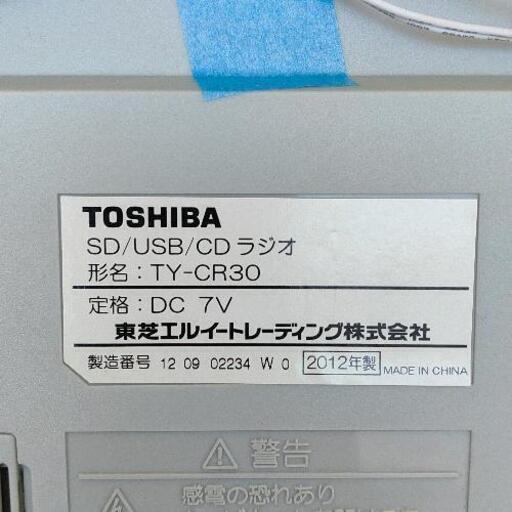 TOSHIBA
SD/USB/CD ラジオ
形名：TY-CR30
定格：DC 7V
東芝エルイートレーディング株式会社
製造番号 12 09 02234 W 0 2012年製 MADE IN CHINA
警告
感電の恐れあり